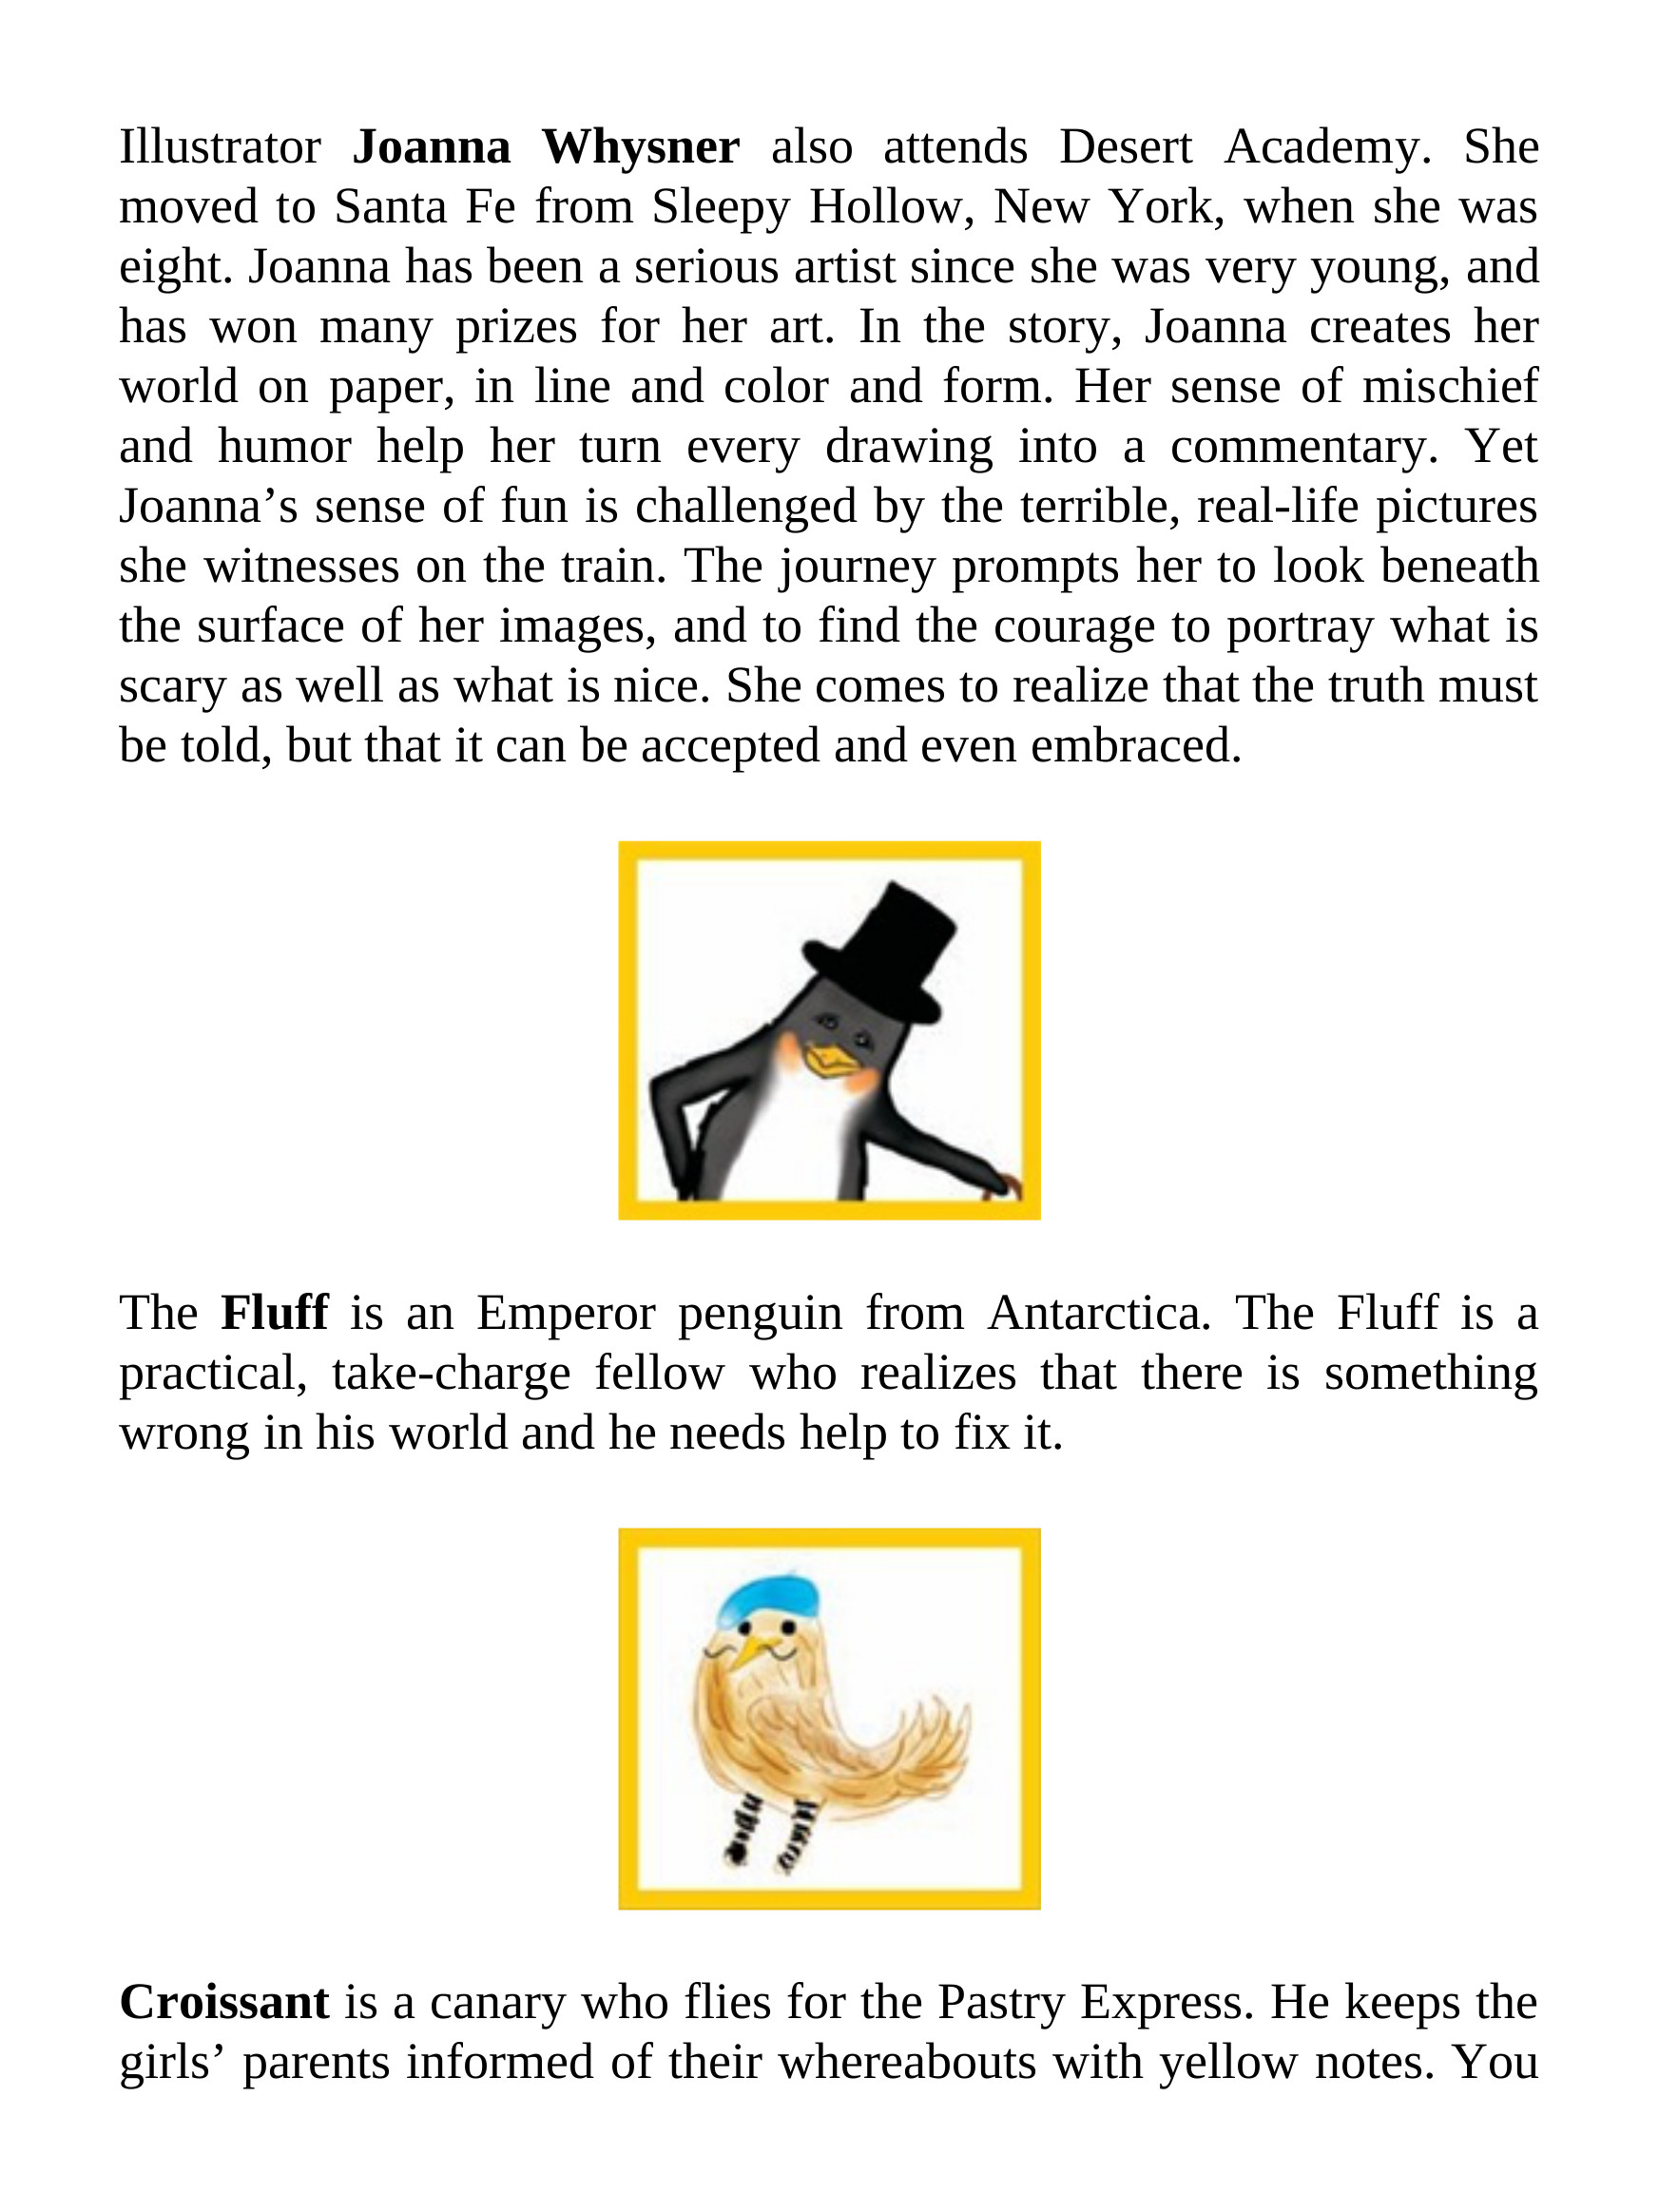 Illustrator Joanna Whysner also attends Desert Academy. She
moved to Santa Fe from Sleepy Hollow, New York, when she was
eight. Joanna has been a serious artist since she was very young, and
has won many prizes for her art. In the story, Joanna creates her
world on paper, in line and color and form. Her sense of mischief
and humor help her turn every drawing into a commentary. Yet
Joanna’s sense of fun is challenged by the terrible, real-life pictures
she witnesses on the train. The journey prompts her to look beneath
the surface of her images, and to find the courage to portray what is
scary as well as what is nice. She comes to realize that the truth must
be told, but that it can be accepted and even embraced.
The Fluff is an Emperor penguin from Antarctica. The Fluff is a
practical, take-charge fellow who realizes that there is something
wrong in his world and he needs help to fix it.
Croissant is a canary who flies for the Pastry Express. He keeps the
girls’ parents informed of their whereabouts with yellow notes. You